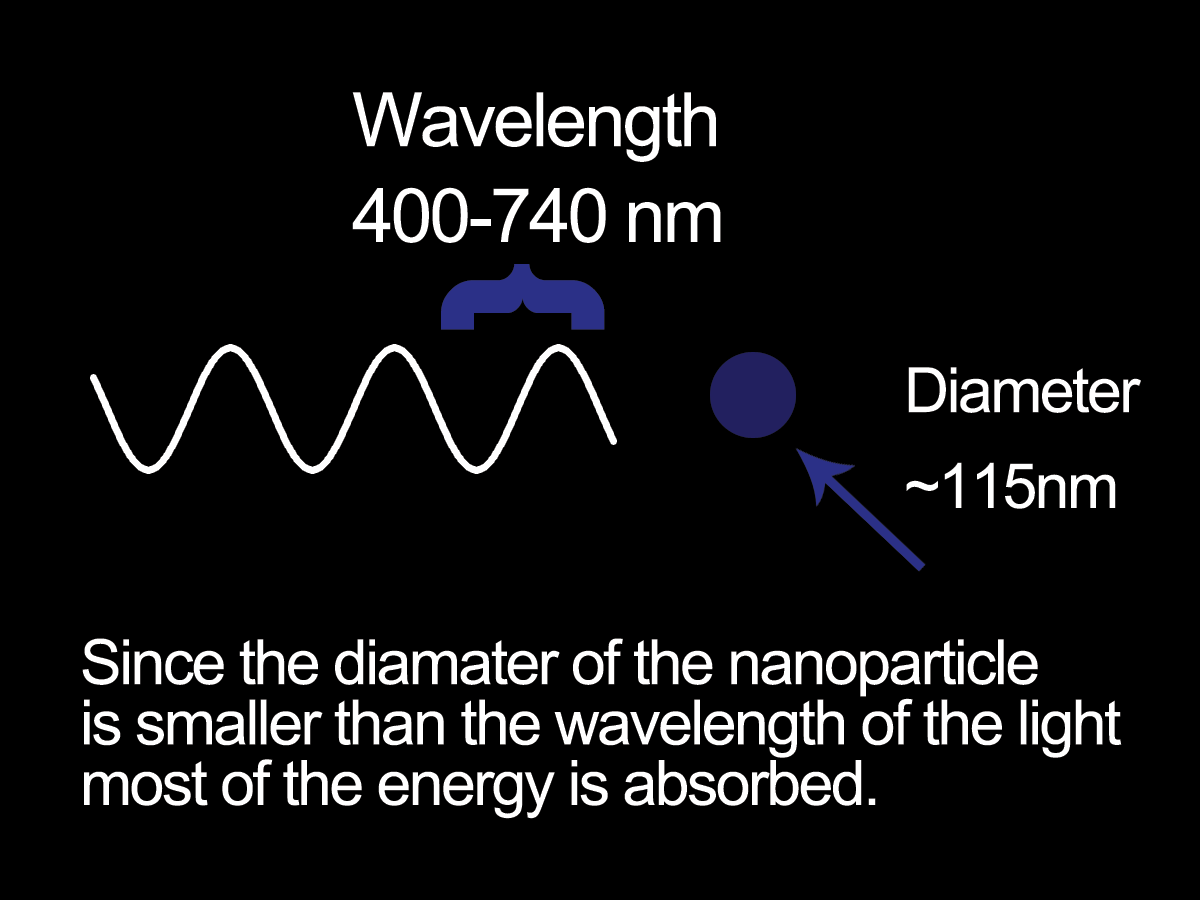 Wavelength
400-740 nm
Diameter
~115nm
Since the diamater of the nanoparticle
is smaller than the wavelength of the light
most of the energy is absorbed.